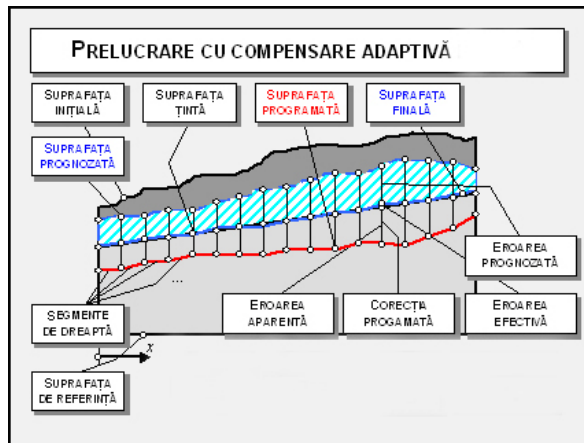 PRELUCRARE CU COMPENSARE ADAPTIVĂ
SUPRAFAȚA
INIȚIALĂ
SUPRAFAȚA
ȚINTĂ
SUPRAFAȚA
PROGRAMATĂ
SUPRAFAȚA
FINALĂ
SUPRAFAȚA
PROGNOZATĂ
EROAREA
PROGNOZATĂ
...
SEGMENTE
DE DREAPTĂ
EROAREA
APARENTĂ
CORECȚIA
PROGAMATĂ
EROAREA
EFECTIVĂ
x
SUPRAFAȚA
DE REFERINȚĂ